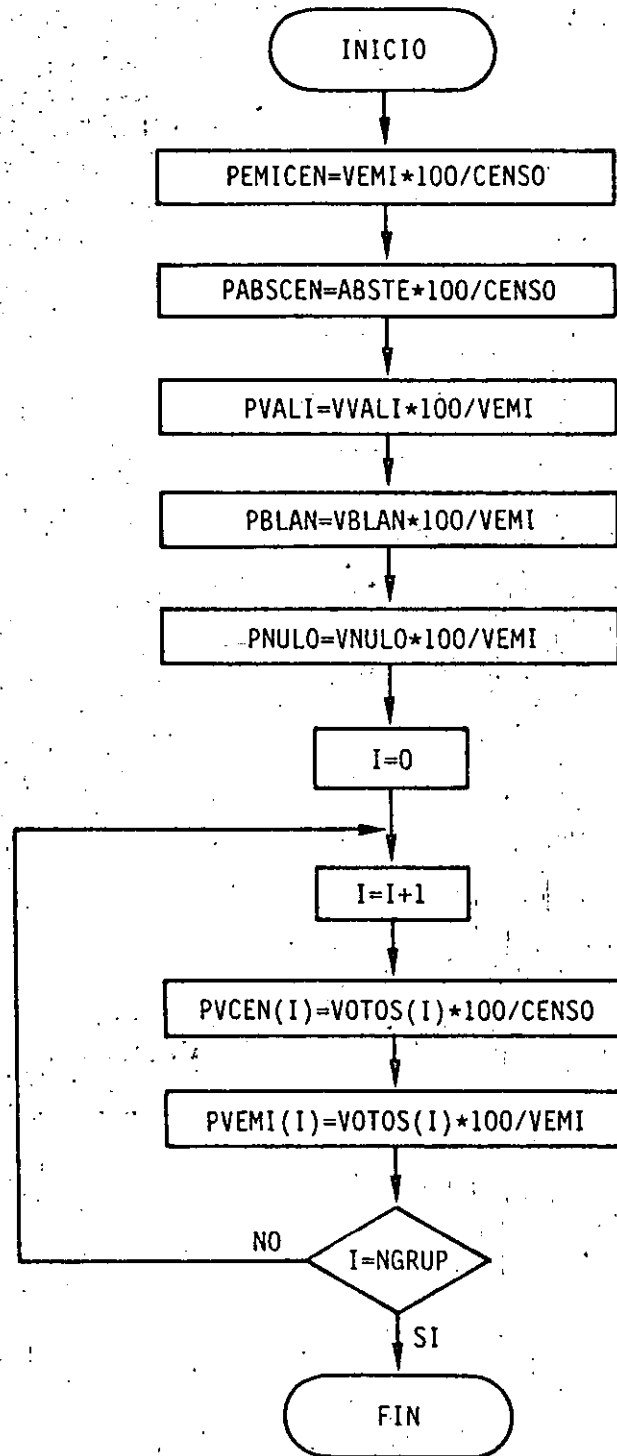 INICIO
PEMICEN=VEMI*100/CENSO
PABSCEN=ABSTE*100/CENSO
PVALI=VVALI*100/VEMI
PBLAN=VBLAN*100/VEMI
PNULO=VNULO*100/VEMI
I=0
I=I+1
PVCEN(I)=VOTOS(I)*100/CENSO
PVEMI(I)=VOTOS(I)*100/VEMI
NO
I=NGRUP
SI
FIN